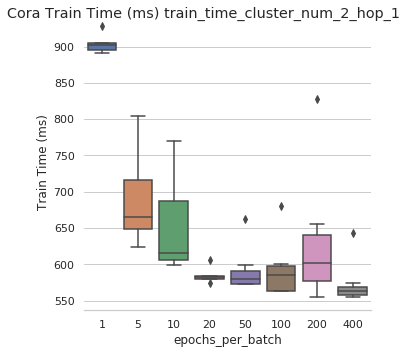 Cora Train Time (ms) train_time_cluster_num_2_hop_1
900
850
800
750
700
650
600
550
Train Time (ms)
1 5 10 20 50 100 200 400
epochs_per_batch